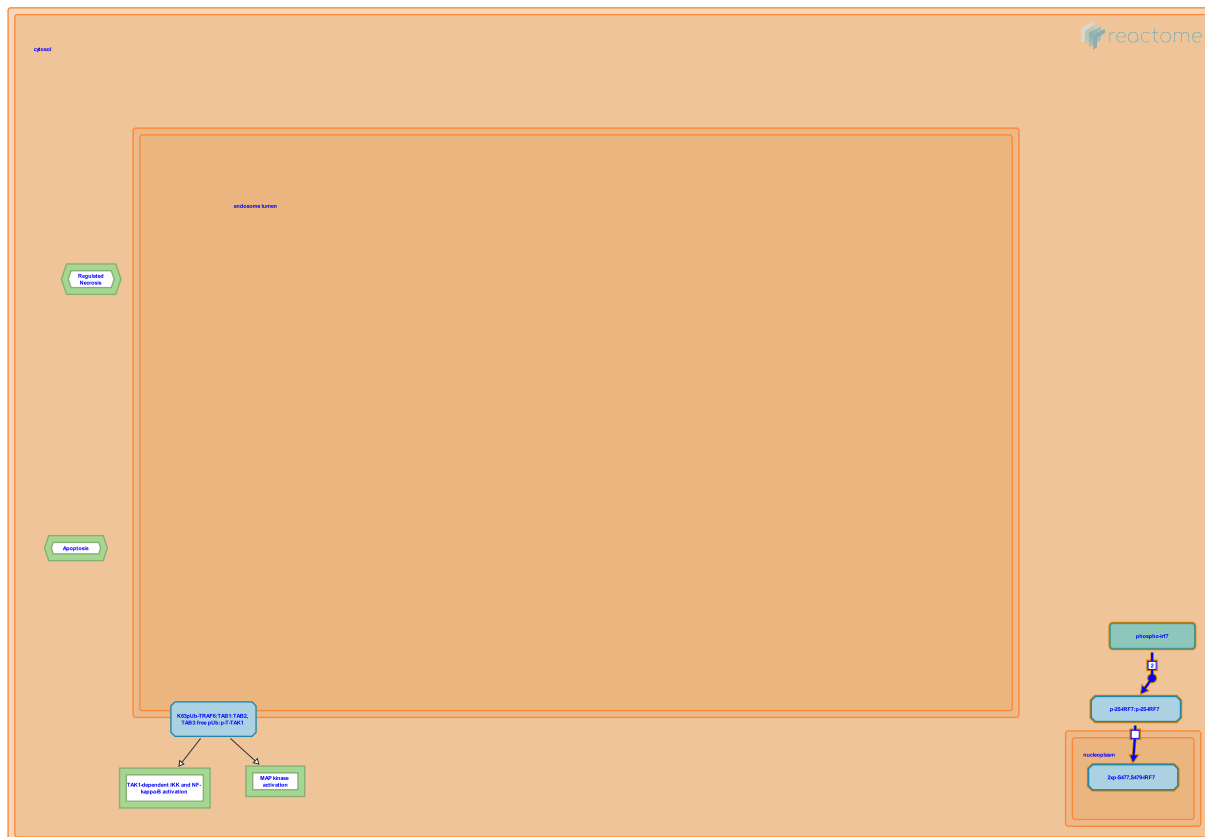 cytosol
reactome
endosome lumen
Regulated
Necrosis
Apoptosis
phospho-irf7
2
p-2S-IRF7:p-2S-IRF7
K63pUb-TRAF6:TAB1:TAB2,
TAB3:free pUb:p-T-TAK1
nucleoplasm
2xp-S477,S479-IRF7
TAK1-dependent IKK and NF-
kappa-B activation
MAP kinase
activation